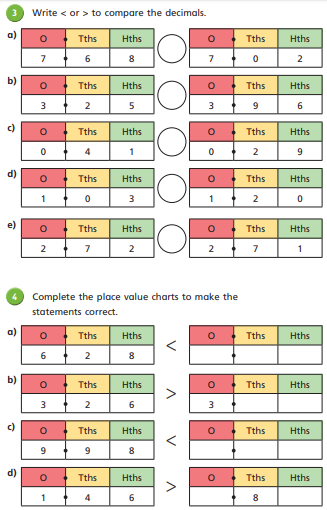 3 Write < or > to compare the decimals.
a) O Tths Hths O Tths Hths
7 6 8 7 0 2
b) O Tths Hths O Tths Hths
3 2 5 3 9 6
c) O Tths Hths O Tths Hths
0 4 1 0 2 9
d) O Tths Hths O Tths Hths
1 0 3 1 2 0
e) O Tths Hths O Tths Hths
2 7 2 2 7 1
4 Complete the place value charts to make the
statements correct.
a) O Tths Hths < O Tths Hths
6 2 8
b) O Tths Hths > O Tths Hths
3 2 6 3
c) O Tths Hths < O Tths Hths
9 9 8
d) O Tths Hths > O Tths Hths
1 4 6 8